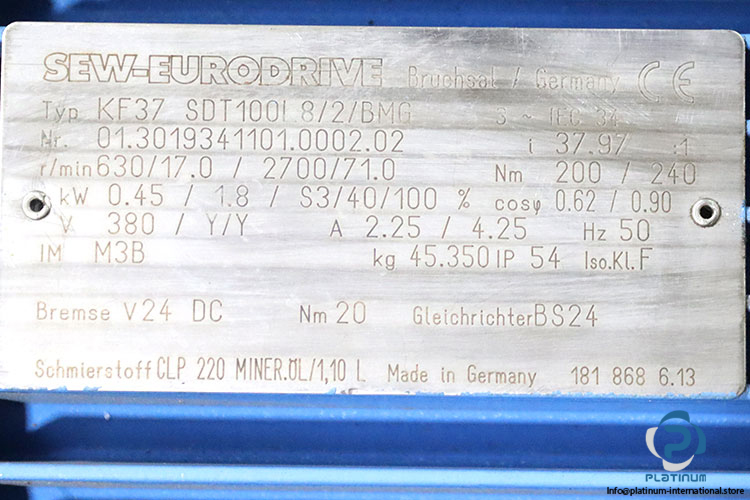 SEW-EURODRIVE Bruchsal / Germany CE
Typ KF37 SDT100L 8/2/BMG 3 ~ IEC 34
Nr. 01.3019341101.0002.02 i 37.97 :1
r/min 630/17.0 / 2700/71.0 Nm 200 / 240
kW 0.45 / 1.8 / S3/40/100 % cosφ 0.62 / 0.90
V 380 / Y/Y A 2.25 / 4.25 Hz 50
IM M3B kg 45.350 IP 54 Iso.Kl. F
Bremse V24 DC Nm 20 Gleichrichter BS24
Schmierstoff CLP 220 MINER.ÖL/1,10 L Made in Germany 181 868 6.13
PLATINUM
Info@platinum-international.store